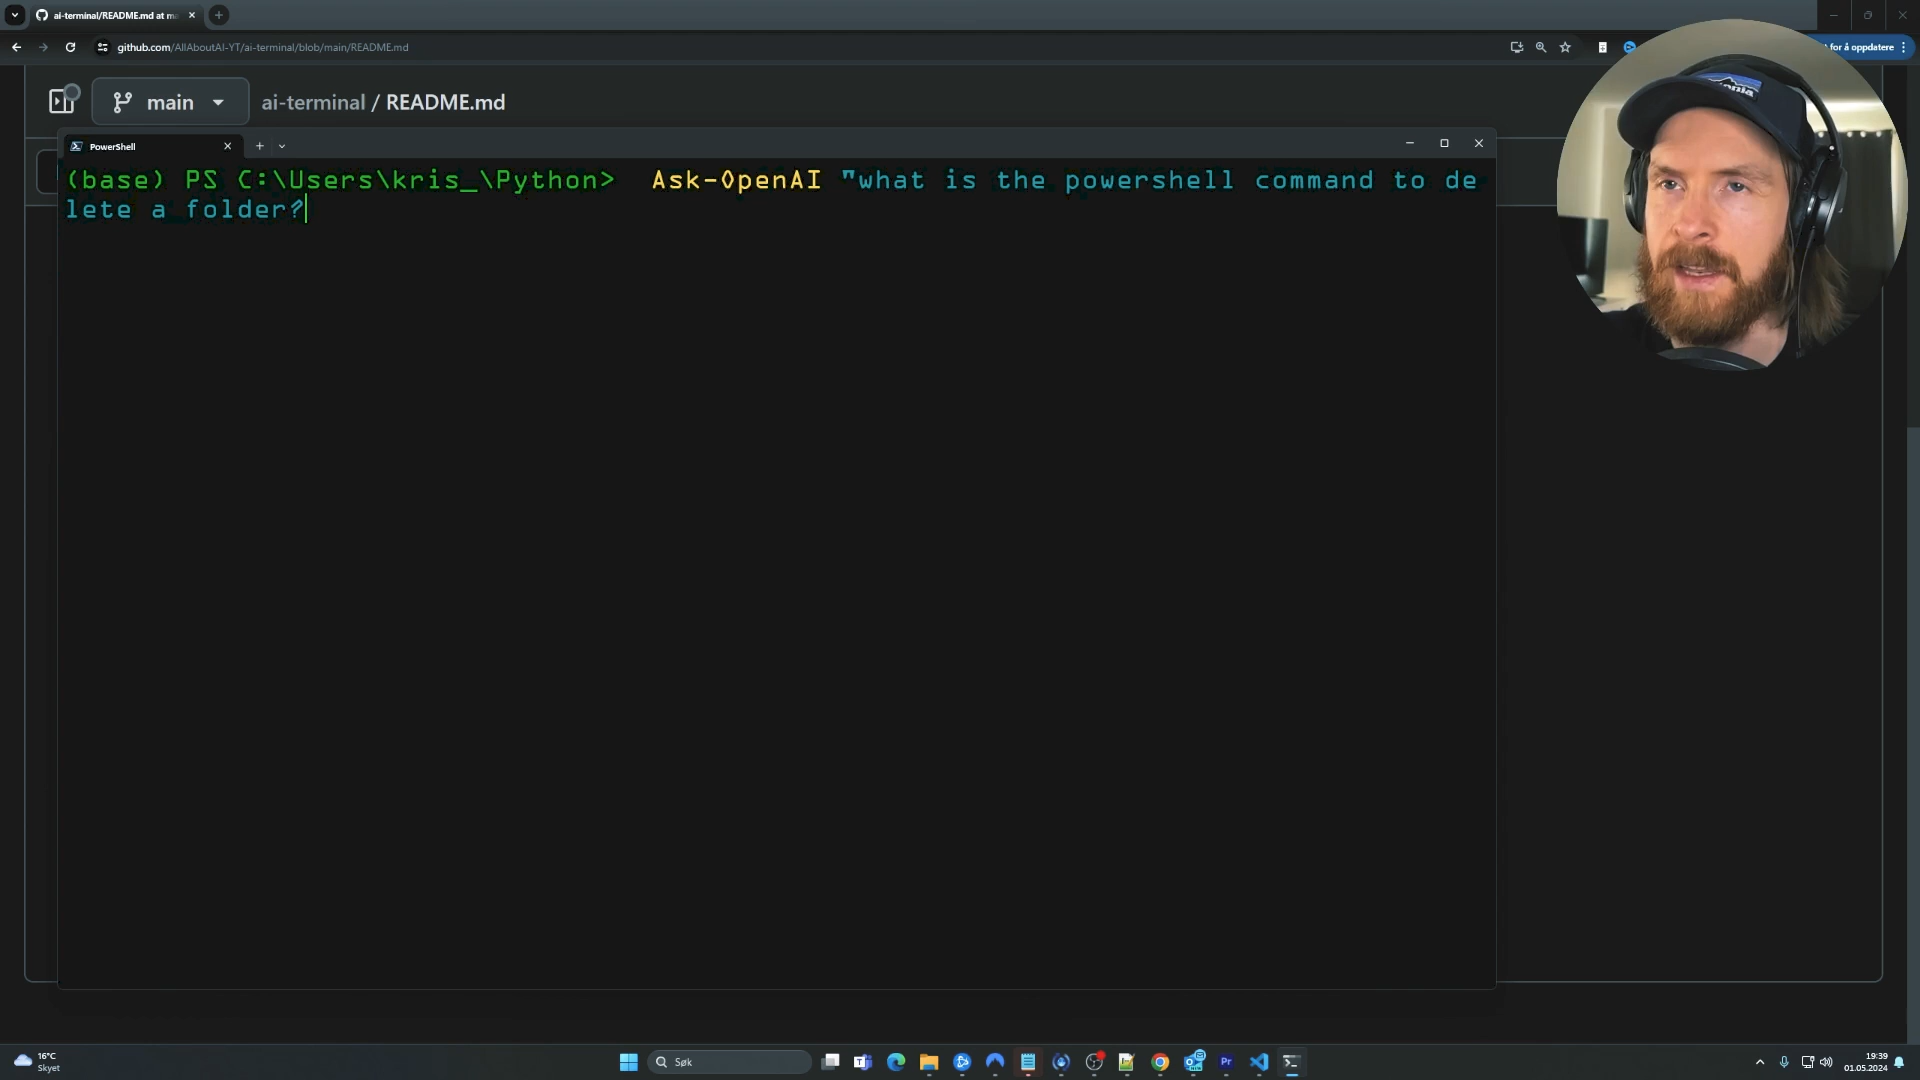 ai-terminal/README.md at m
github.com/AllAboutAI-YT/ai-terminal/blob/main/README.md
for å oppdatere
main
ai-terminal / README.md
PowerShell
(base) PS C:\Users\kris_\Python> Ask-OpenAI "what is the powershell command to de
lete a folder?
16°C
Skyet
Søk
Pr
19:39
01.05.2024